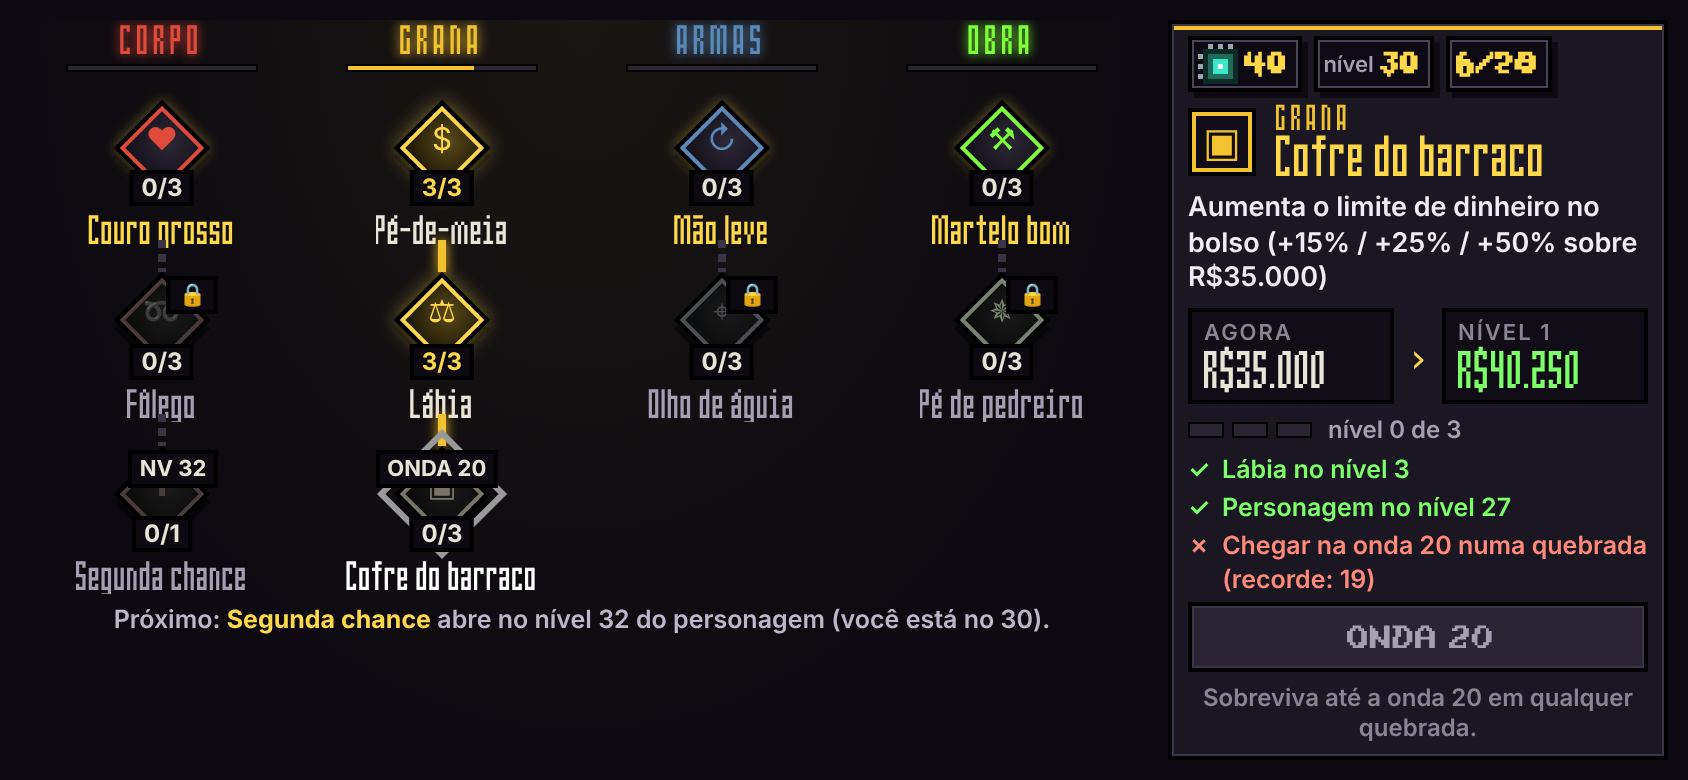 CORPO
GRANA
ARMAS
OBRA
$
0/3
3/3
0/3
0/3
Couro grosso
Pé-de-meia
Mão leve
Martelo bom
0/3
3/3
0/3
0/3
Fôlego
Lábia
Olho de águia
Pé de pedreiro
NV 32
ONDA 20
0/1
0/3
Segunda chance
Cofre do barraco
Próximo: Segunda chance abre no nível 32 do personagem (você está no 30).
40
nível 30
6/28
GRANA
Cofre do barraco
Aumenta o limite de dinheiro no
bolso (+15% / +25% / +50% sobre
R$35.000)
AGORA
R$35.000
›
NÍVEL 1
R$40.250
nível 0 de 3
✓ Lábia no nível 3
✓ Personagem no nível 27
× Chegar na onda 20 numa quebrada
(recorde: 19)
ONDA 20
Sobreviva até a onda 20 em qualquer
quebrada.